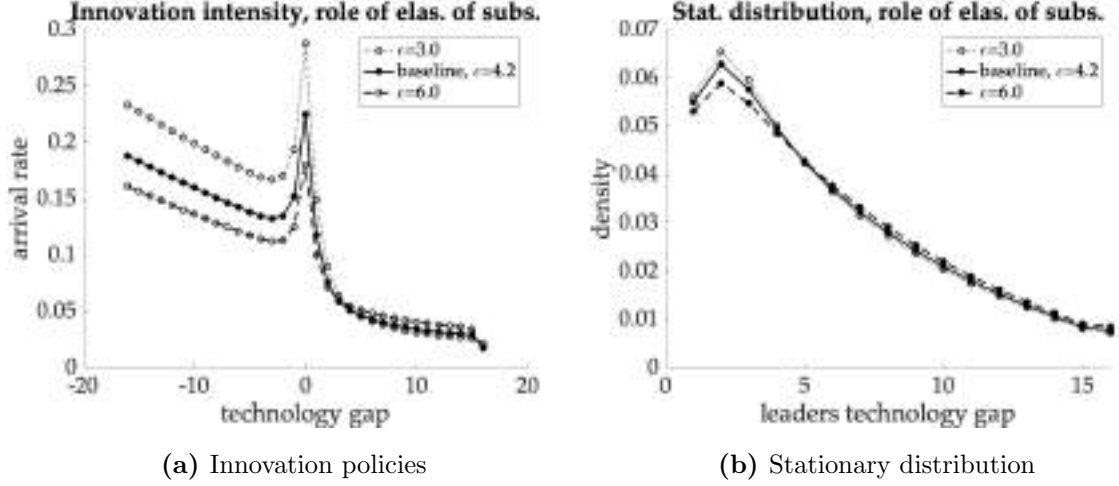 Innovation intensity, role of elas. of subs.
0.3
0.25
0.2
0.15
0.1
0.05
0
arrival rate
ϵ=3.0
baseline, ϵ=4.2
ϵ=6.0
-20
-10
0
10
20
technology gap
(a) Innovation policies
Stat. distribution, role of elas. of subs.
0.07
0.06
0.05
0.04
0.03
0.02
0.01
0
density
ϵ=3.0
baseline, ϵ=4.2
ϵ=6.0
0
5
10
15
leaders technology gap
(b) Stationary distribution